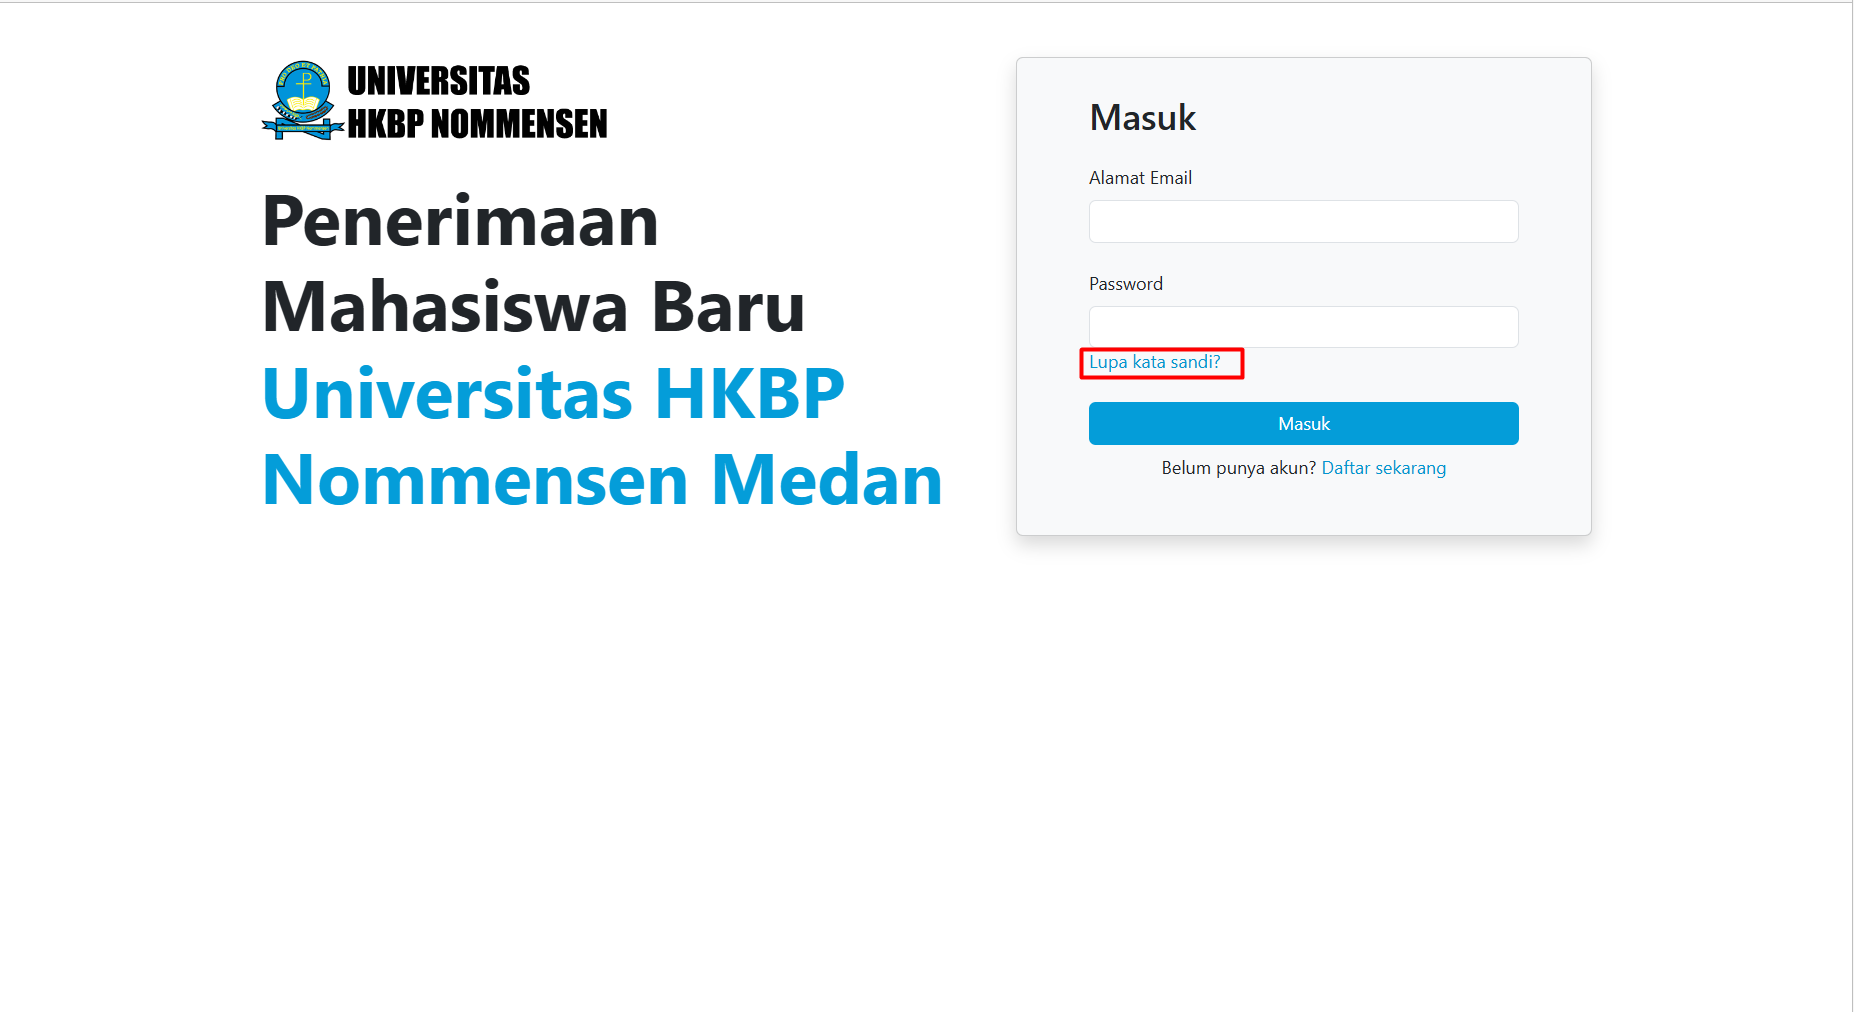 UNIVERSITAS
HKBP NOMMENSEN
Penerimaan
Mahasiswa Baru
Universitas HKBP
Nommensen Medan
Masuk
Alamat Email
Password
Lupa kata sandi?
Masuk
Belum punya akun? Daftar sekarang